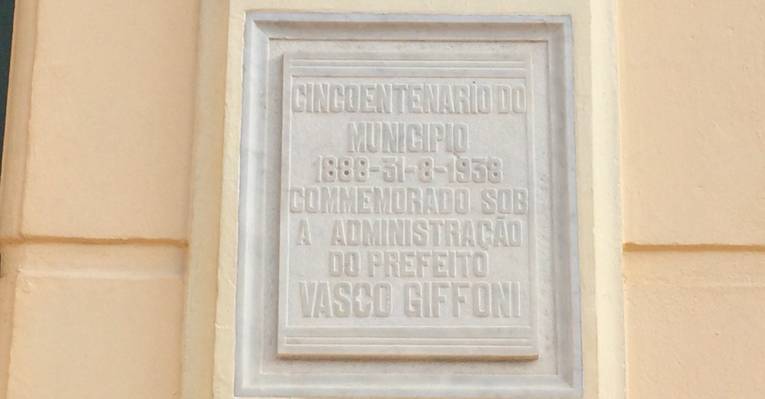 CINCOENTENARIO DO
MUNICIPIO
1888-31-8-1938
COMMEMORADO SOB
A ADMINISTRAÇÃO
DO PREFEITO
VASCO GIFFONI